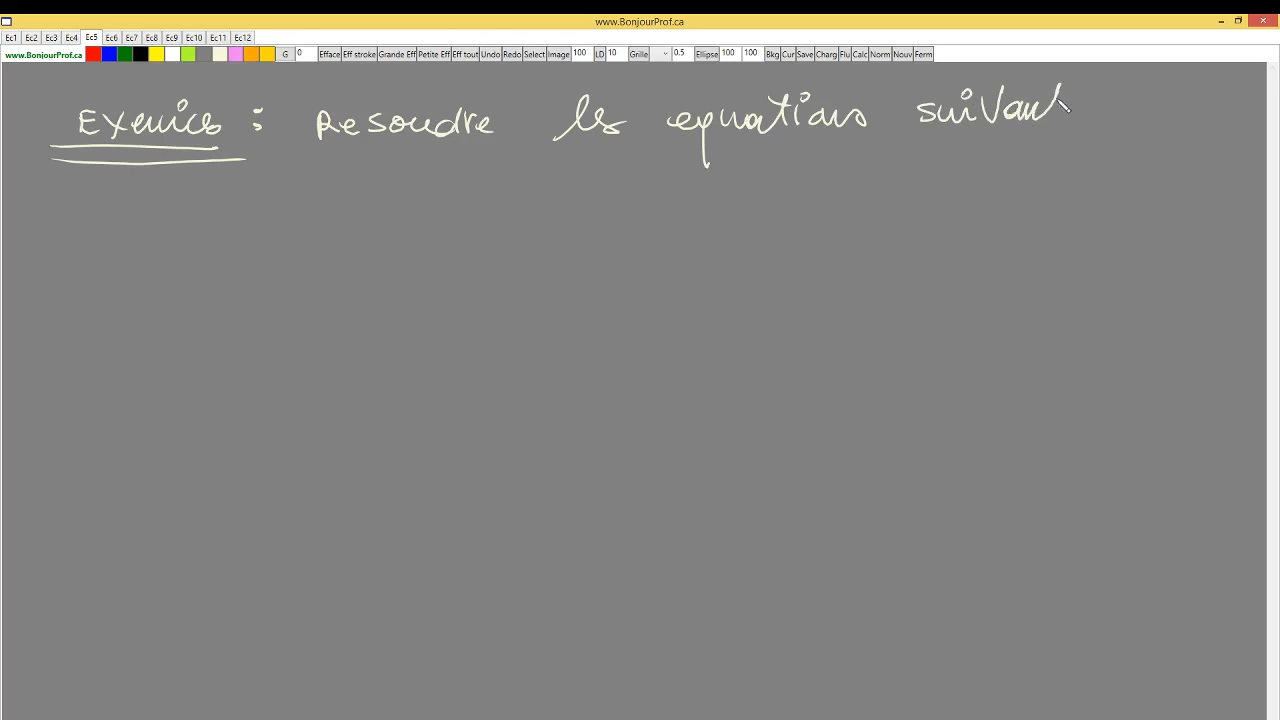 www.BonjourProf.ca
Ec1 Ec2 Ec3 Ec4 Ec5 Ec6 Ec7 Ec8 Ec9 Ec10 Ec11 Ec12
www.BonjourProf.ca G 0 Efface Eff stroke Grande Eff Petite Eff Eff tout Undo Redo Select Image 100 LD 10 Grille 0.5 Ellipse 100 100 Bkg Cur Save Charg Flu Calc Norm Nouv Ferm
Exercices : Resoudre les equations suivant